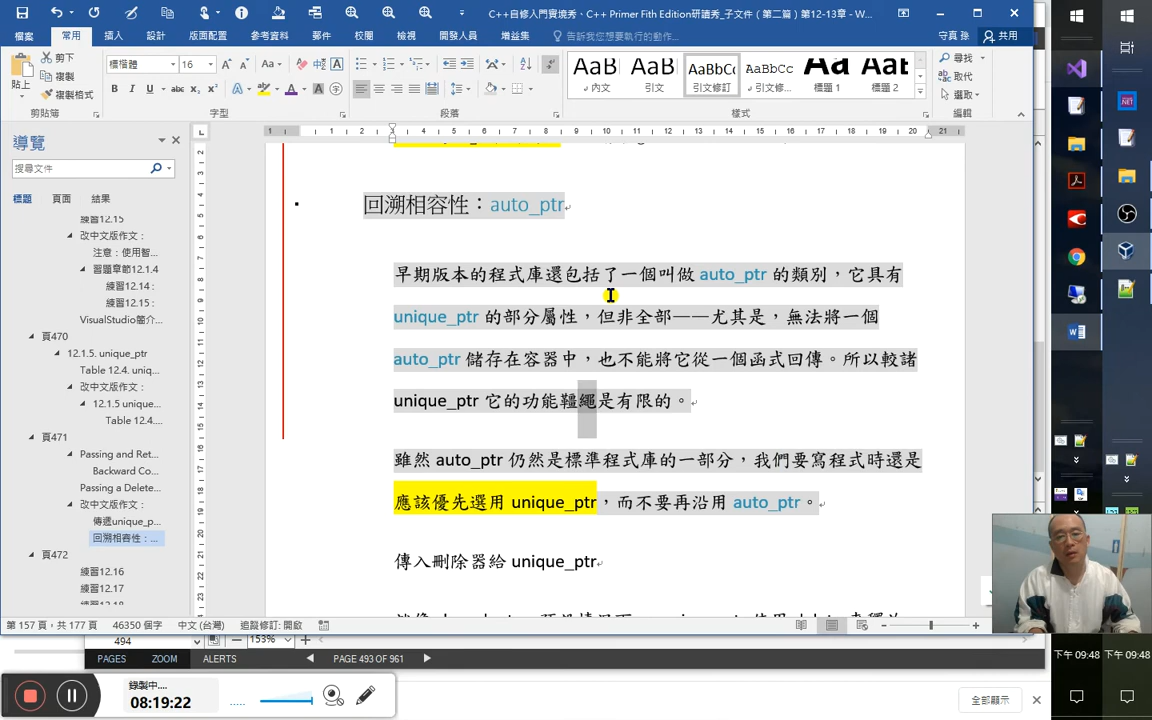 C++自修入門實境秀、C++ Primer Fifth Edition研讀秀_子文件（第二篇）第12-13章 - W...
檔案 常用 插入 設計 版面配置 參考資料 郵件 校閱 檢視 開發人員 增益集 告訴我您想要執行的動作... 守真 孫 共用
剪下
複製
複製格式
貼上
標楷體 16
AaBbC AaBbC AaBbCc AaBbCc AaB AaB
內文 引文 引文修訂 引文修... 標題 1 標題 2
尋找
取代
選取
剪貼簿 字型 段落 樣式 編輯
導覽
搜尋文件
標題 頁面 結果
練習12.15
改中文版作文：
注意：使用智...
習題章節12.1.4
練習12.14：
練習12.15：
VisualStudio簡介...
頁470
12.1.5. unique_ptr
Table 12.4. uniq...
改中文版作文：
12.1.5 unique...
Table 12.4....
頁471
Passing and Ret...
Backward Co...
Passing a Delete...
改中文版作文：
傳遞unique_p...
回溯相容性：...
頁472
練習12.16
練習12.17
練習12.18
回溯相容性：auto_ptr
早期版本的程式庫還包括了一個叫做 auto_ptr 的類別，它具有
unique_ptr 的部分屬性，但非全部——尤其是，無法將一個
auto_ptr 儲存在容器中，也不能將它從一個函式回傳。所以較諸
unique_ptr 它的功能韁繩是有限的。
雖然 auto_ptr 仍然是標準程式庫的一部分，我們要寫程式時還是
應該優先選用 unique_ptr，而不要再沿用 auto_ptr。
傳入刪除器給 unique_ptr
第 157 頁，共 177 頁 46350 個字 中文 (台灣) 追蹤修訂: 開啟
494 153%
PAGES ZOOM ALERTS PAGE 493 OF 961
錄製中....
08:19:22
全部顯示
下午 09:48 下午 09:48